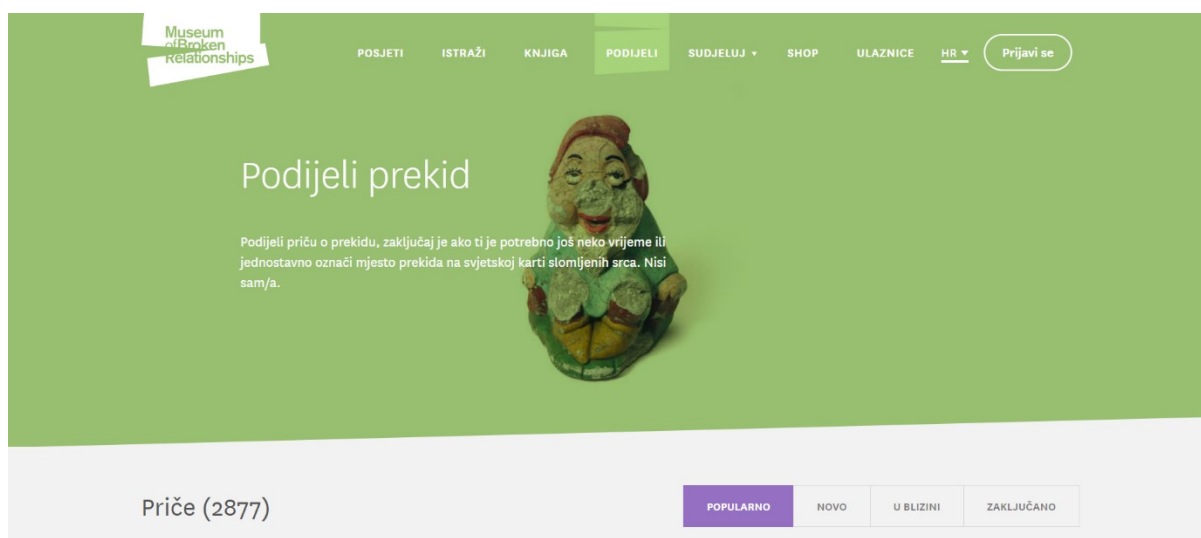 Museum
ofBroken
Relationships
POSJETI ISTRAŽI KNJIGA PODIJELI SUDJELUJ ▾ SHOP ULAZNICE HR ▾ Prijavi se
Podijeli prekid
Podijeli priču o prekidu, zaključaj je ako ti je potrebno još neko vrijeme ili
jednostavno označi mjesto prekida na svjetskoj karti slomljenih srca. Nisi
sam/a.
Priče (2877)
POPULARNO NOVO U BLIZINI ZAKLJUČANO